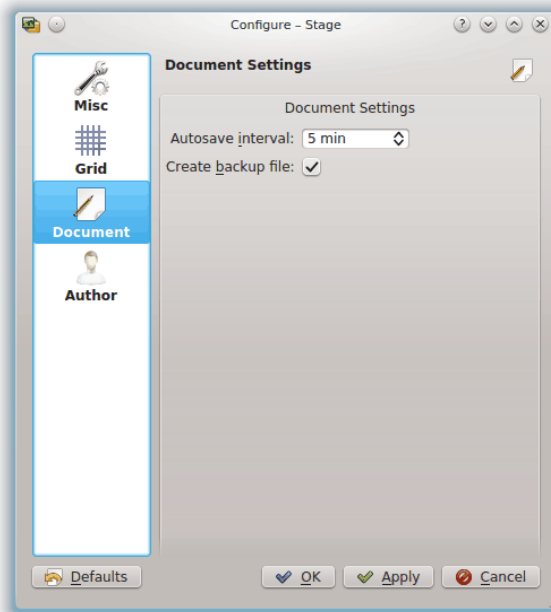 Configure – Stage
Misc
Grid
Document
Author
Document Settings
Document Settings
Autosave interval: 5 min
Create backup file:
Defaults
OK
Apply
Cancel